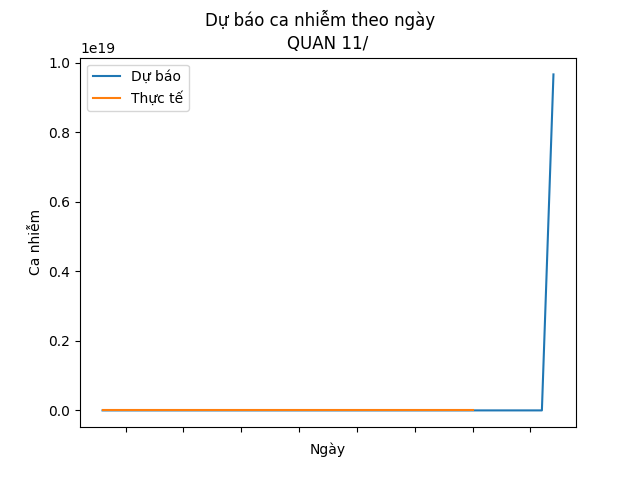 Dự báo ca nhiễm theo ngày
QUAN 11/
1e19
1.0
0.8
0.6
0.4
0.2
0.0
Ca nhiễm
Dự báo
Thực tế
Ngày